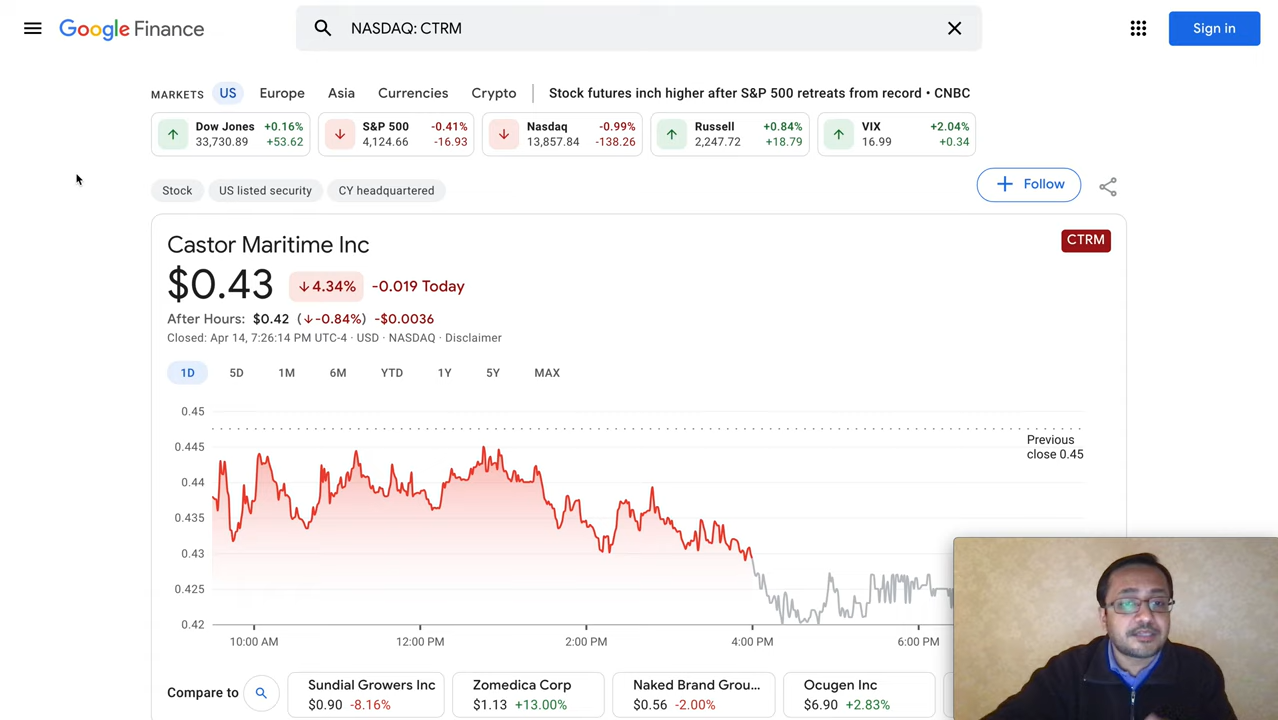 Google Finance
NASDAQ: CTRM
Sign in
MARKETS US Europe Asia Currencies Crypto Stock futures inch higher after S&P 500 retreats from record • CNBC
Dow Jones +0.16%
33,730.89 +53.62
S&P 500 -0.41%
4,124.66 -16.93
Nasdaq -0.99%
13,857.84 -138.26
Russell +0.84%
2,247.72 +18.79
VIX +2.04%
16.99 +0.34
Stock US listed security CY headquartered
+ Follow
Castor Maritime Inc
CTRM
$0.43 ↓4.34% -0.019 Today
After Hours: $0.42 (↓-0.84%) -$0.0036
Closed: Apr 14, 7:26:14 PM UTC-4 · USD · NASDAQ · Disclaimer
1D 5D 1M 6M YTD 1Y 5Y MAX
0.45
Previous
close 0.45
0.445
0.44
0.435
0.43
0.425
0.42
10:00 AM 12:00 PM 2:00 PM 4:00 PM 6:00 PM
Compare to
Sundial Growers Inc
$0.90 -8.16%
Zomedica Corp
$1.13 +13.00%
Naked Brand Grou...
$0.56 -2.00%
Ocugen Inc
$6.90 +2.83%